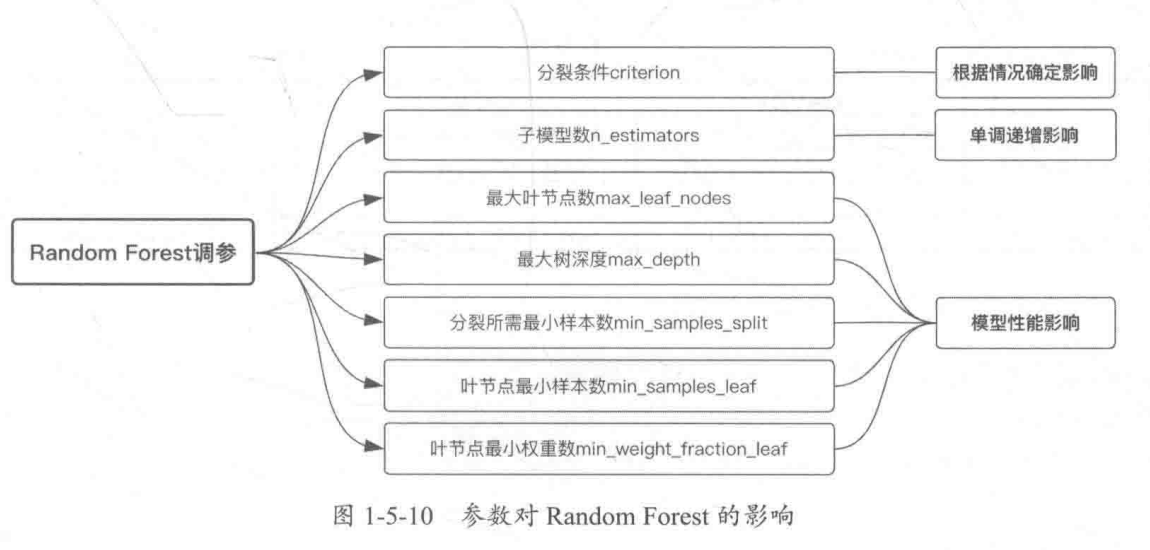 分裂条件criterion
根据情况确定影响
子模型数n_estimators
单调递增影响
最大叶节点数max_leaf_nodes
Random Forest调参
最大树深度max_depth
分裂所需最小样本数min_samples_split
模型性能影响
叶节点最小样本数min_samples_leaf
叶节点最小权重数min_weight_fraction_leaf
图 1-5-10 参数对 Random Forest 的影响